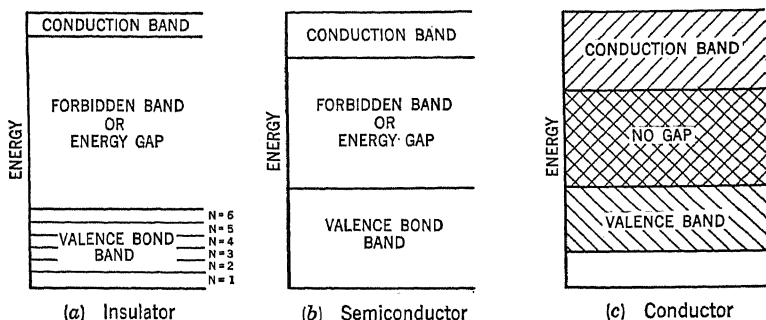 ENERGY
CONDUCTION BAND
FORBIDDEN BAND
OR
ENERGY GAP
VALENCE BOND
BAND
N=6
N=5
N=4
N=3
N=2
N=1
(a) Insulator
ENERGY
CONDUCTION BAND
FORBIDDEN BAND
OR
ENERGY GAP
VALENCE BOND
BAND
(b) Semiconductor
ENERGY
CONDUCTION BAND
NO GAP
VALENCE BAND
(c) Conductor